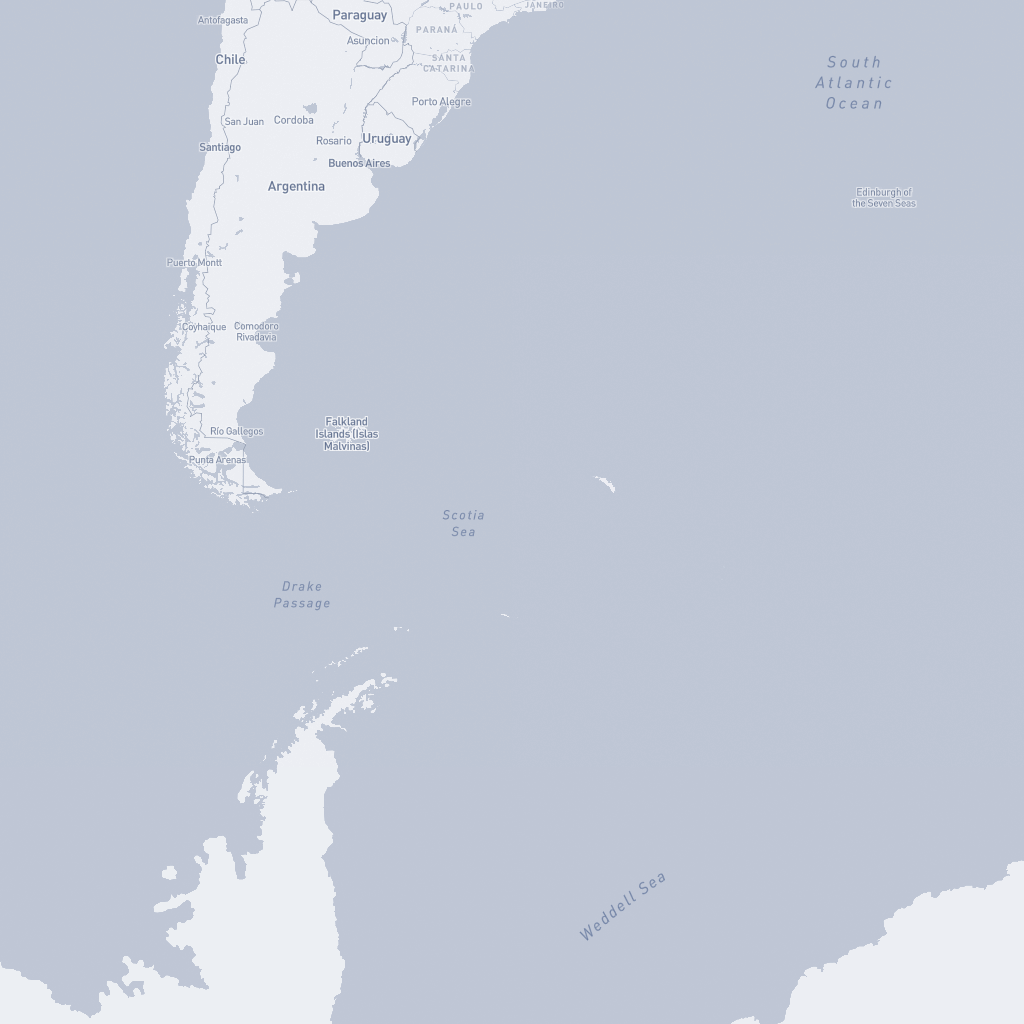 PAULO
JANEIRO
Paraguay
Antofagasta
PARANÁ
Asuncion
Chile
SANTA
CATARINA
South
Atlantic
Ocean
Porto Alegre
San Juan
Cordoba
Rosario
Uruguay
Santiago
Buenos Aires
Argentina
Edinburgh of
the Seven Seas
Puerto Montt
Coyhaique
Comodoro
Rivadavia
Falkland
Islands (Islas
Malvinas)
Río Gallegos
Punta Arenas
Scotia
Sea
Drake
Passage
Weddell Sea